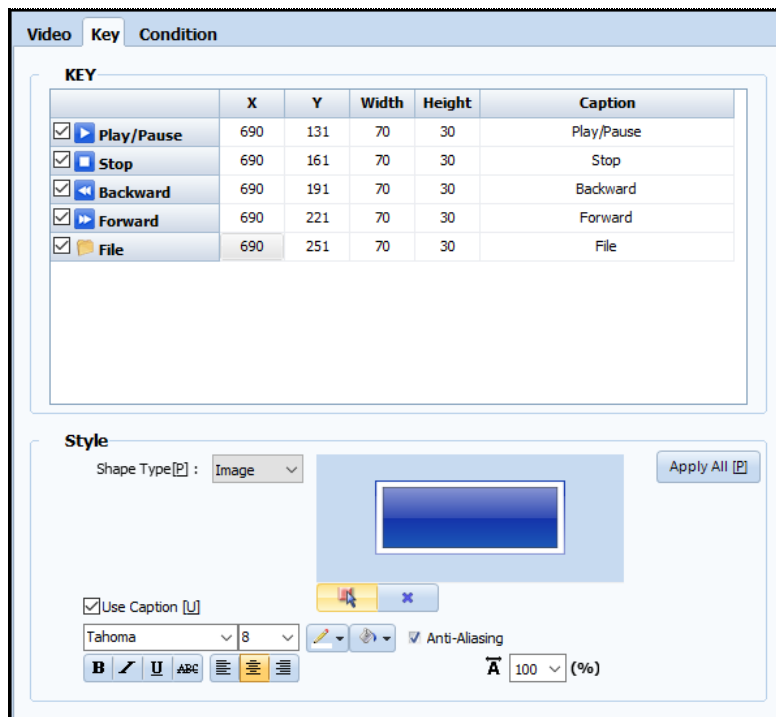 Video Key Condition
KEY
X Y Width Height Caption
Play/Pause 690 131 70 30 Play/Pause
Stop 690 161 70 30 Stop
Backward 690 191 70 30 Backward
Forward 690 221 70 30 Forward
File 690 251 70 30 File
Style
Shape Type[P] : Image Apply All [P]
Use Caption [U]
Tahoma 8 Anti-Aliasing
B I U ABC A 100 (%)